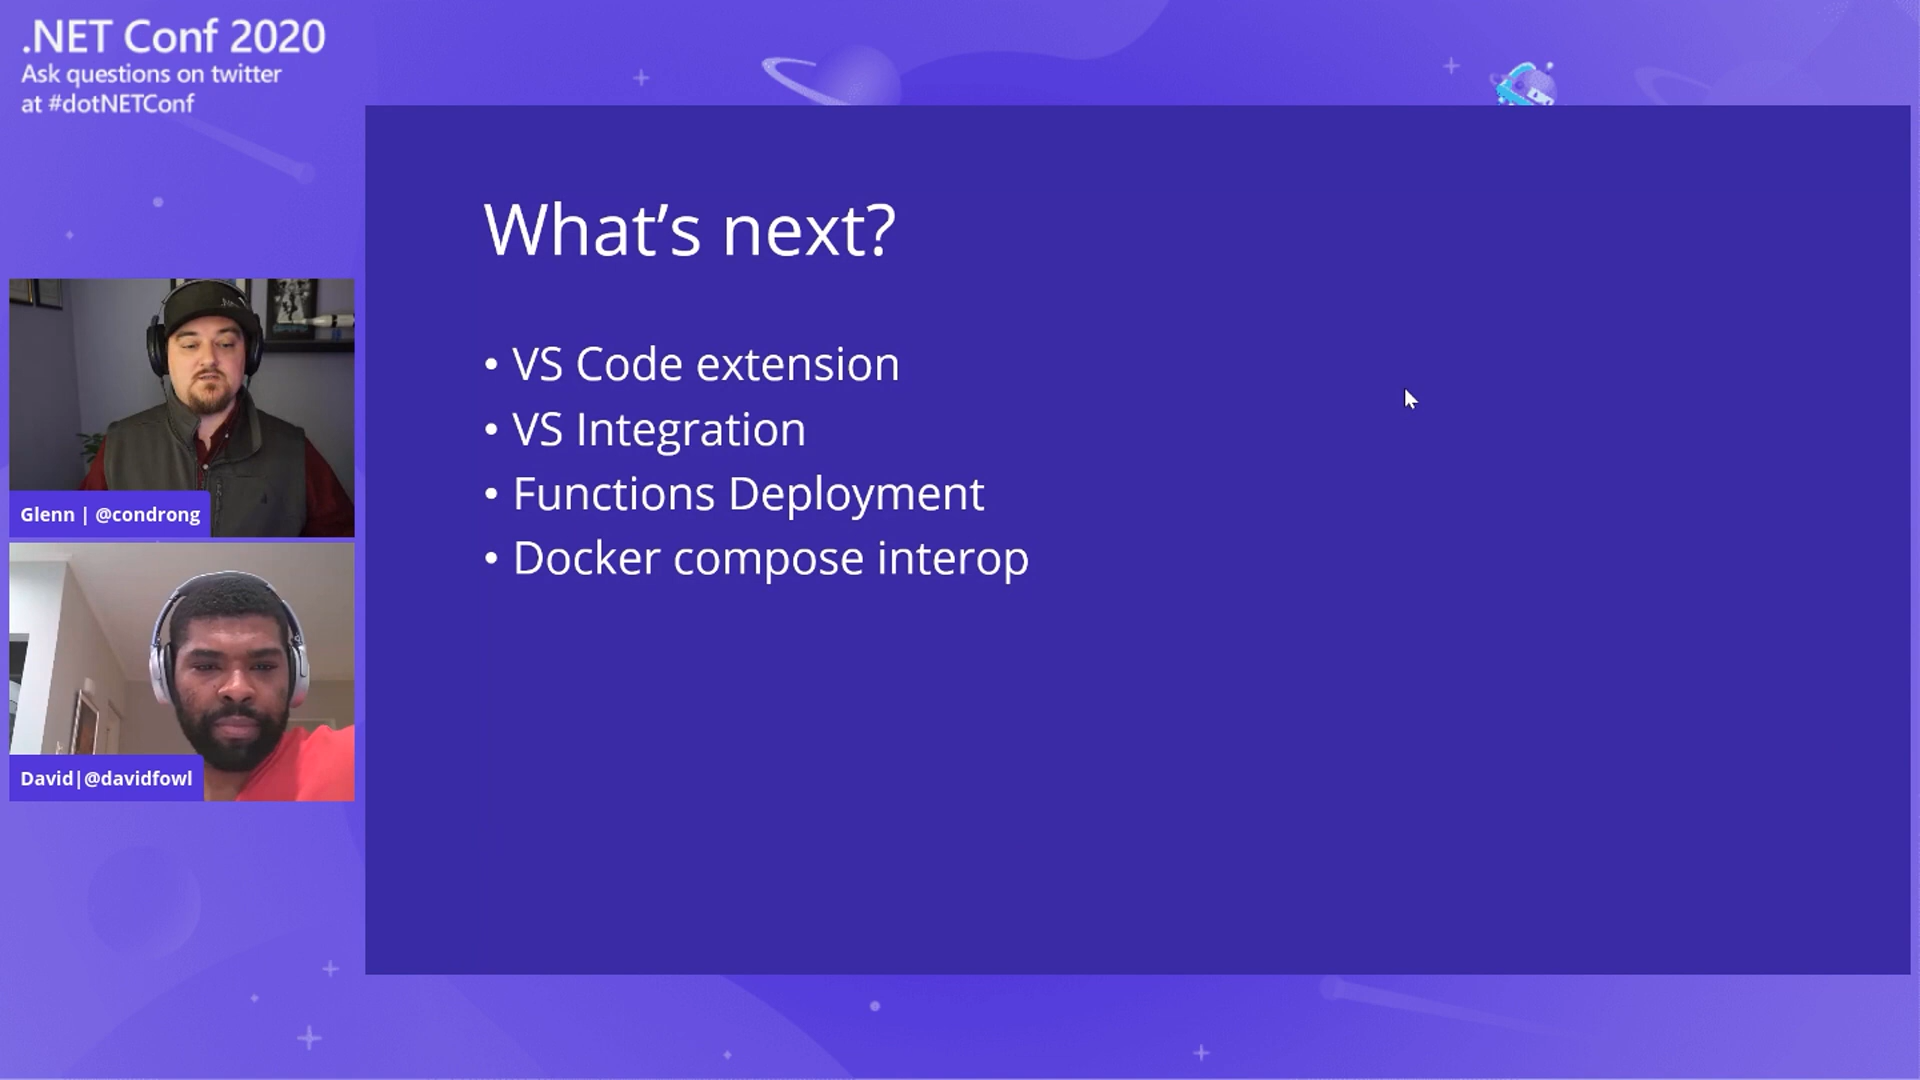 .NET Conf 2020
Ask questions on twitter
at #dotNETConf
What’s next?
• VS Code extension
• VS Integration
• Functions Deployment
• Docker compose interop
Glenn | @condrong
David|@davidfowl